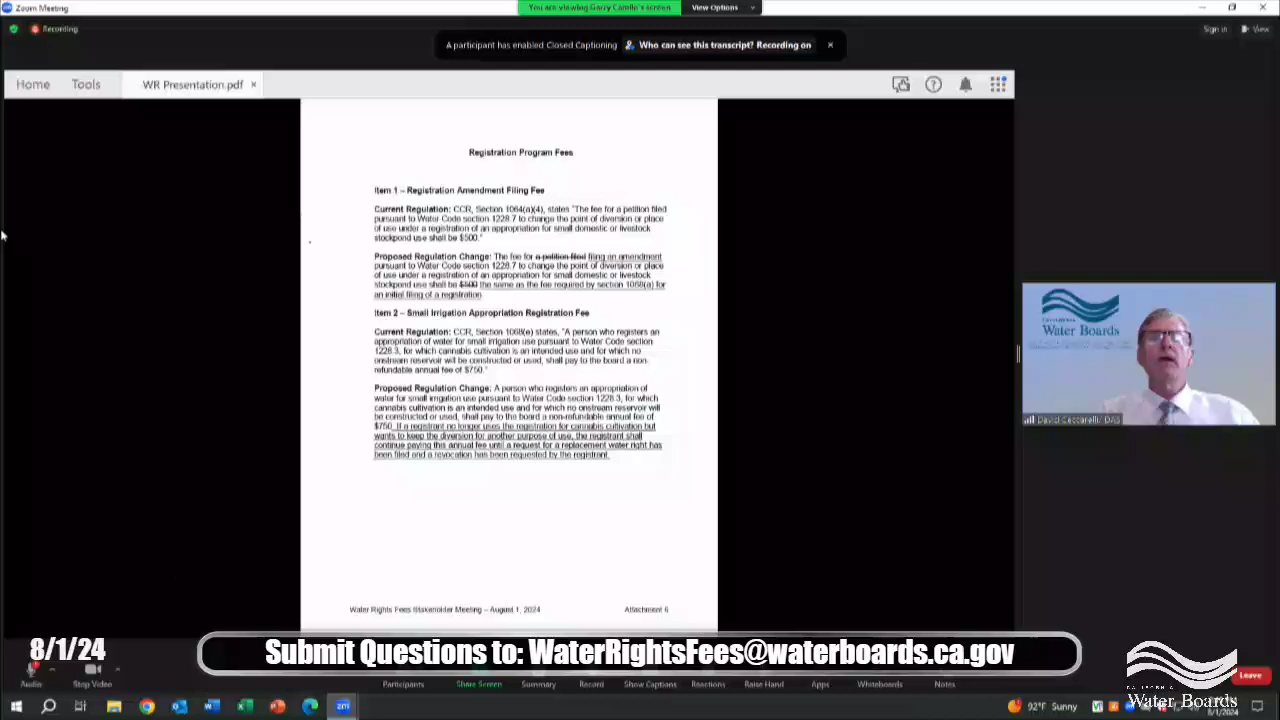 Zoom Meeting
You are viewing Garry Camillo's screen
View Options
Recording
Sign in
View
A participant has enabled Closed Captioning
Who can see this transcript? Recording on
Home
Tools
WR Presentation.pdf
Registration Program Fees
Item 1 – Registration Amendment Filing Fee
Current Regulation: CCR, Section 1064(a)(4), states "The fee for a petition filed
pursuant to Water Code section 1228.7 to change the point of diversion or place
of use under a registration of an appropriation for small domestic or livestock
stockpond use shall be $500."
Proposed Regulation Change: The fee for a petition filed filing an amendment
pursuant to Water Code section 1228.7 to change the point of diversion or place
of use under a registration of an appropriation for small domestic or livestock
stockpond use shall be $500 the same as the fee required by section 1068(a) for
an initial filing of a registration
Item 2 – Small Irrigation Appropriation Registration Fee
Current Regulation: CCR, Section 1068(e) states, "A person who registers an
appropriation of water for small irrigation use pursuant to Water Code section
1228.3, for which cannabis cultivation is an intended use and for which no
onstream reservoir will be constructed or used, shall pay to the board a non-
refundable annual fee of $750."
Proposed Regulation Change: A person who registers an appropriation of
water for small irrigation use pursuant to Water Code section 1228.3, for which
cannabis cultivation is an intended use and for which no onstream reservoir will
be constructed or used, shall pay to the board a non-refundable annual fee of
$750. If a registrant no longer uses the registration for cannabis cultivation but
wants to keep the diversion for another purpose of use, the registrant shall
continue paying this annual fee until a request for a replacement water right has
been filed and a revocation has been requested by the registrant.
Water Rights Fees Stakeholder Meeting – August 1, 2024
Attachment 6
Water Boards
David Ceccarelli, DAS
8/1/24
Submit Questions to: WaterRightsFees@waterboards.ca.gov
Audio
Stop Video
Participants
Share Screen
Summary
Record
Show Captions
Reactions
Raise Hand
Apps
Whiteboards
Notes
Leave
Water Boards
92°F Sunny
8/1/2024